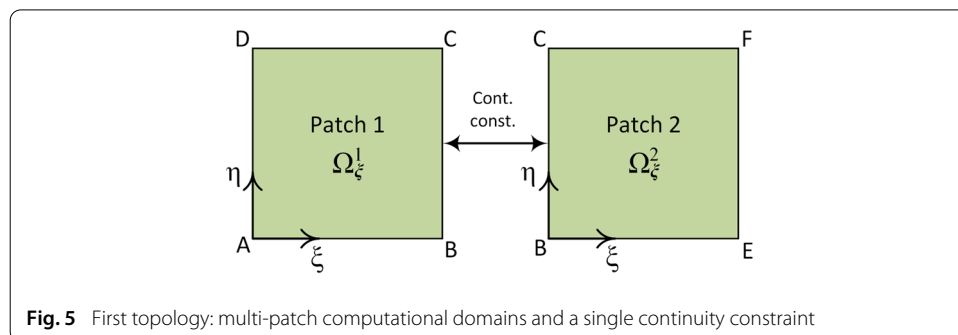 D C C F
Cont.
const.
Patch 1 Patch 2
Ω¹ξ Ω²ξ
η η
A ξ B B ξ E
Fig. 5 First topology: multi-patch computational domains and a single continuity constraint